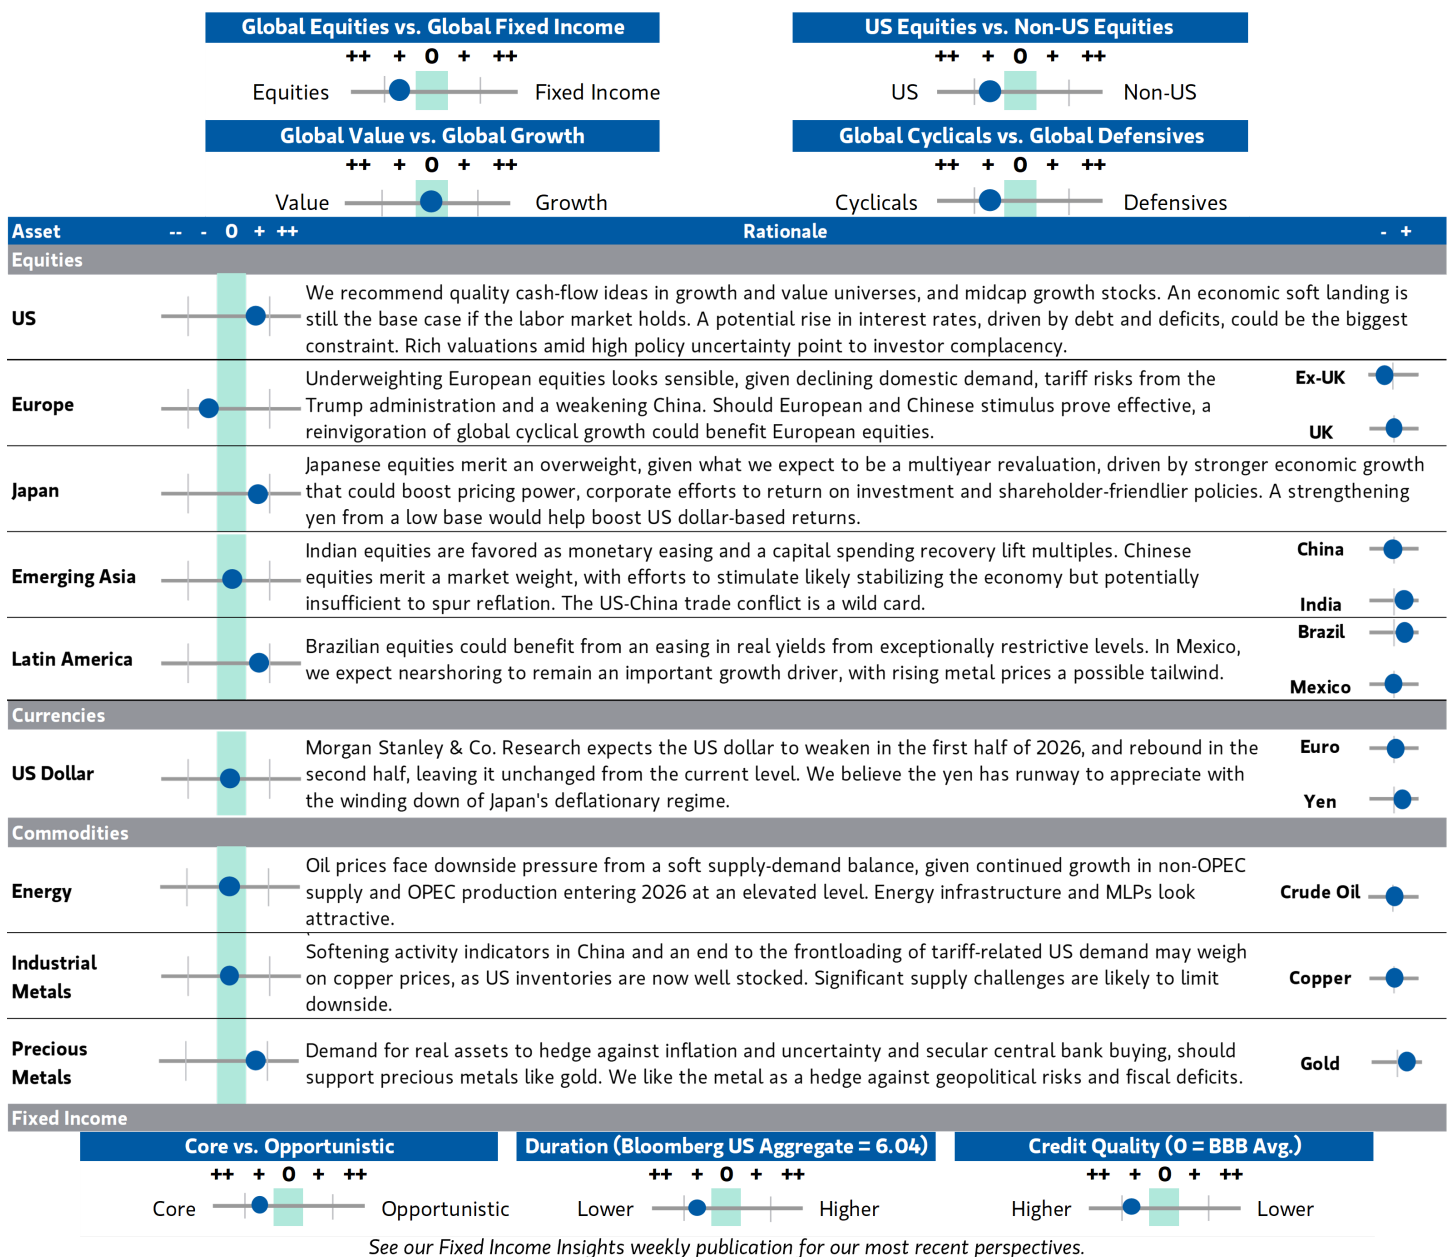 Global Equities vs. Global Fixed Income
++ + 0 + ++
Equities Fixed Income
US Equities vs. Non-US Equities
++ + 0 + ++
US Non-US
Global Value vs. Global Growth
++ + 0 + ++
Value Growth
Global Cyclicals vs. Global Defensives
++ + 0 + ++
Cyclicals Defensives
Asset -- - 0 + ++ Rationale - +
Equities
US
We recommend quality cash-flow ideas in growth and value universes, and midcap growth stocks. An economic soft landing is
still the base case if the labor market holds. A potential rise in interest rates, driven by debt and deficits, could be the biggest
constraint. Rich valuations amid high policy uncertainty point to investor complacency.
Europe
Underweighting European equities looks sensible, given declining domestic demand, tariff risks from the
Trump administration and a weakening China. Should European and Chinese stimulus prove effective, a
reinvigoration of global cyclical growth could benefit European equities.
Ex-UK
UK
Japan
Japanese equities merit an overweight, given what we expect to be a multiyear revaluation, driven by stronger economic growth
that could boost pricing power, corporate efforts to return on investment and shareholder-friendlier policies. A strengthening
yen from a low base would help boost US dollar-based returns.
Emerging Asia
Indian equities are favored as monetary easing and a capital spending recovery lift multiples. Chinese
equities merit a market weight, with efforts to stimulate likely stabilizing the economy but potentially
insufficient to spur reflation. The US-China trade conflict is a wild card.
China
India
Latin America
Brazilian equities could benefit from an easing in real yields from exceptionally restrictive levels. In Mexico,
we expect nearshoring to remain an important growth driver, with rising metal prices a possible tailwind.
Brazil
Mexico
Currencies
US Dollar
Morgan Stanley & Co. Research expects the US dollar to weaken in the first half of 2026, and rebound in the
second half, leaving it unchanged from the current level. We believe the yen has runway to appreciate with
the winding down of Japan's deflationary regime.
Euro
Yen
Commodities
Energy
Oil prices face downside pressure from a soft supply-demand balance, given continued growth in non-OPEC
supply and OPEC production entering 2026 at an elevated level. Energy infrastructure and MLPs look
attractive.
Crude Oil
Industrial
Metals
Softening activity indicators in China and an end to the frontloading of tariff-related US demand may weigh
on copper prices, as US inventories are now well stocked. Significant supply challenges are likely to limit
downside.
Copper
Precious
Metals
Demand for real assets to hedge against inflation and uncertainty and secular central bank buying, should
support precious metals like gold. We like the metal as a hedge against geopolitical risks and fiscal deficits.
Gold
Fixed Income
Core vs. Opportunistic
++ + 0 + ++
Core Opportunistic
Duration (Bloomberg US Aggregate = 6.04)
++ + 0 + ++
Lower Higher
Credit Quality (0 = BBB Avg.)
++ + 0 + ++
Higher Lower
See our Fixed Income Insights weekly publication for our most recent perspectives.